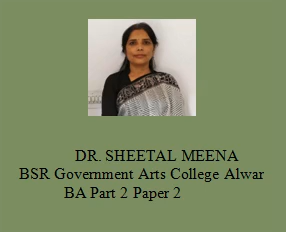 DR. SHEETAL MEENA
BSR Government Arts College Alwar
BA Part 2 Paper 2